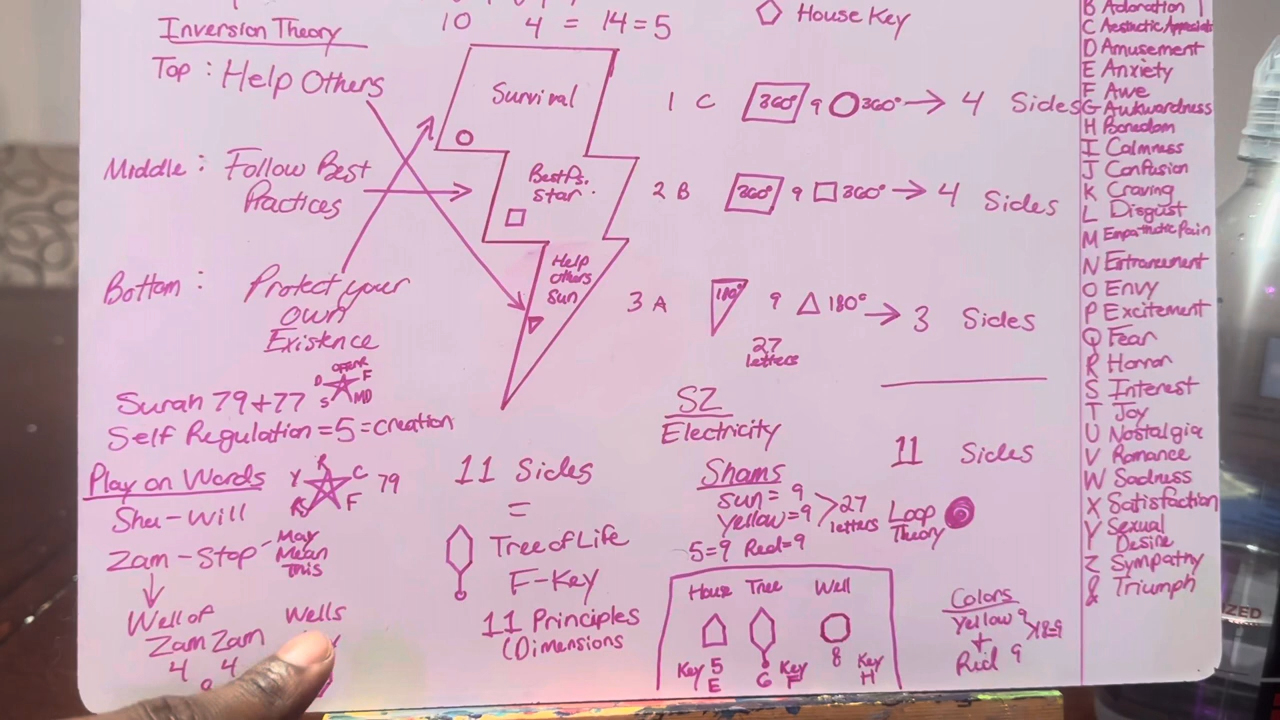 10 4 = 14=5
House Key
Inversion Theory
Top : Help Others
Middle : Follow Best
Practices
Bottom : Protect your
own
Existence
Survival
Best Ps.
Star
Help
others
Sun
1 C 360° 9 360° → 4 Sides
2 B 360° 9 360° → 4 Sides
3 A 180° 9 180° → 3 Sides
27
letters
11 Sides
Surah 79+77
D F
S MD
Self Regulation = 5 = creation
Play on Words
Y R C 79
F
Shu-Will
Zam-Stop - May
Mean
This
Well of
Zam Zam
4 4
Wells
11 Sides
=
Tree of Life
F-Key
11 Principles
(Dimensions
SZ
Electricity
Shams
sun = 9
yellow=9 > 27
letters
5=9 Red=9
Loop
Theory
House Tree Well
8
Key 5 Key Key
E G F H
Colors
Yellow 9
+
Rid 9
B Adoration
C Aesthetic Appreciatn
D Amusement
E Anxiety
F Awe
G Awkwardness
H Boredom
I Calmness
J Confusion
K Craving
L Disgust
M Empathetic Pain
N Entrancement
O Envy
P Excitement
Q Fear
R Horror
S Interest
T Joy
U Nostalgia
V Romance
W Sadness
X Satisfaction
Y Sexual
Desire
Z Sympathy
& Triumph
ZED